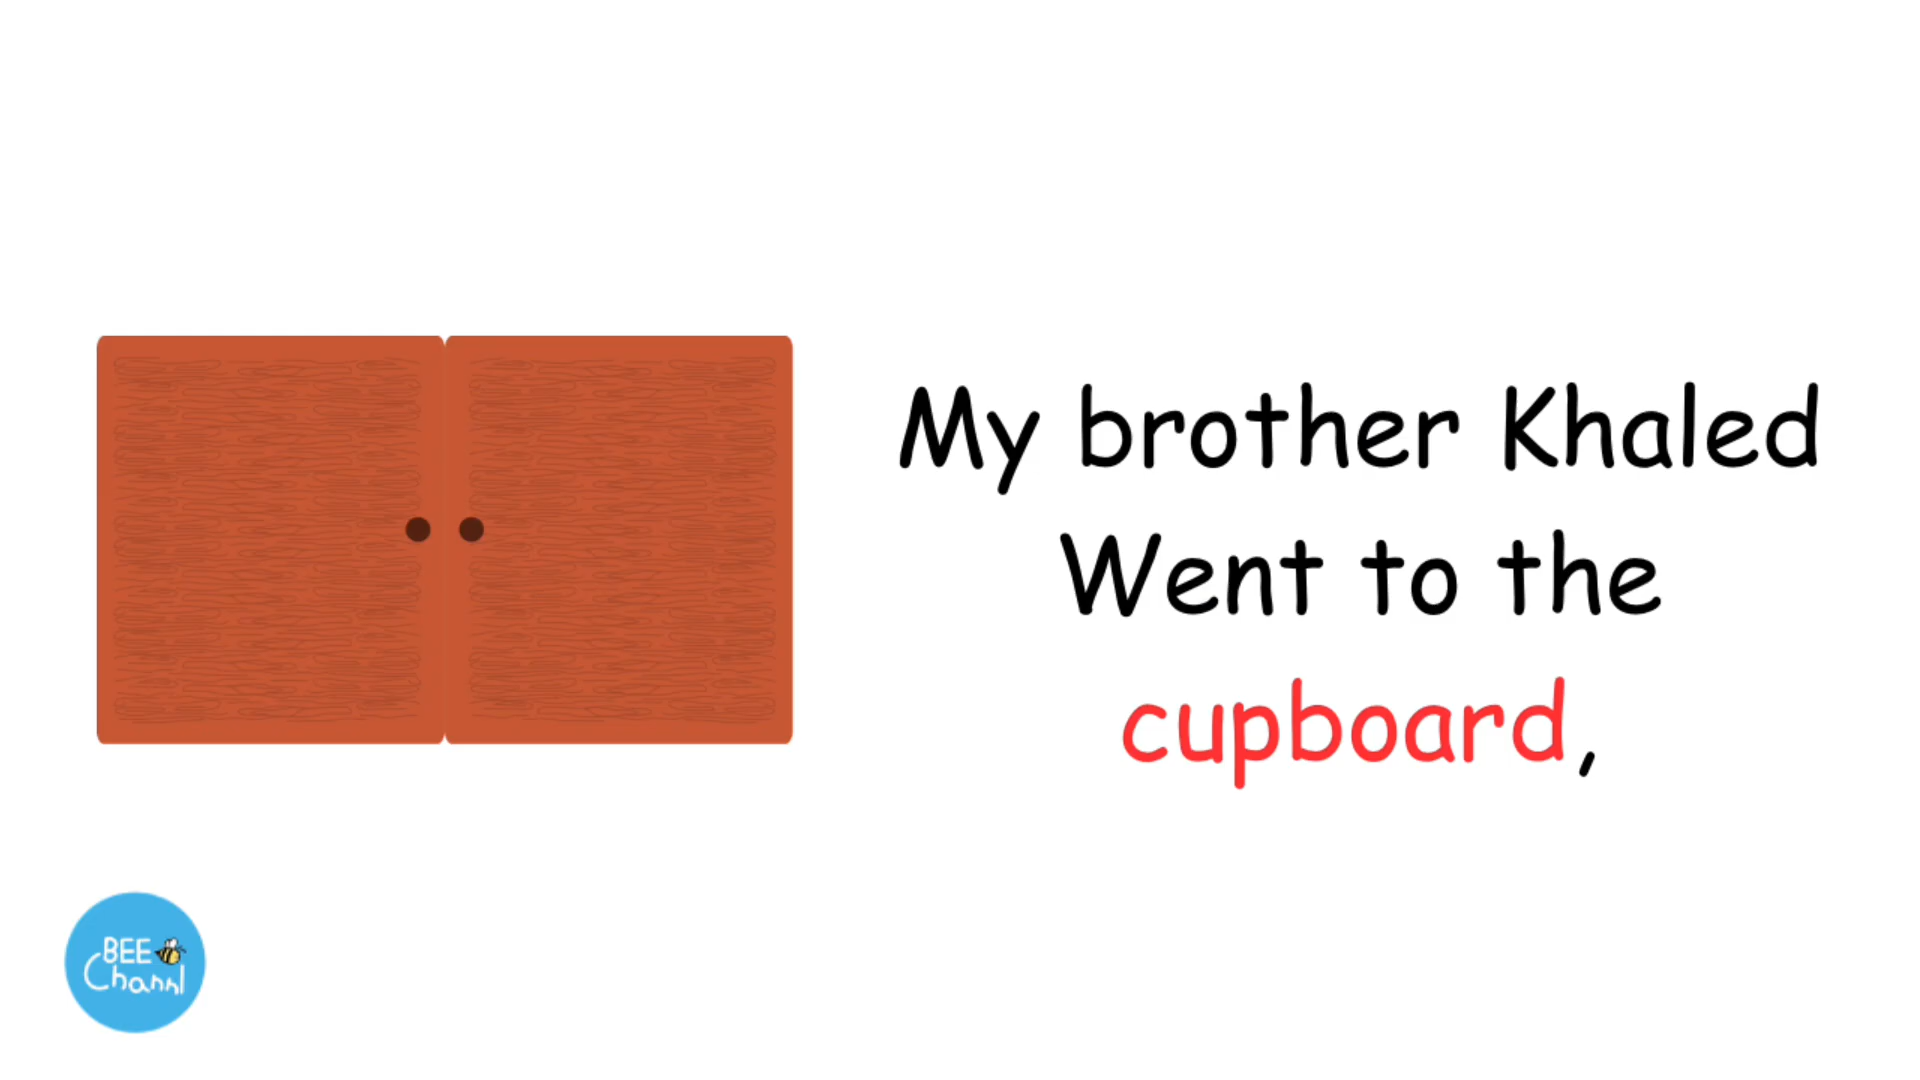 My brother Khaled
Went to the
cupboard,
BEE
Channl